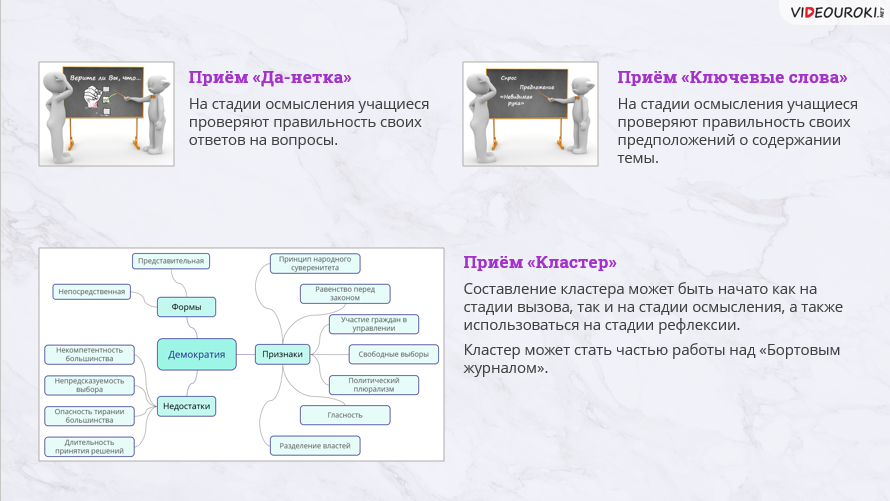 VIDEOUROKI.NET
Верите ли Вы, что...
Приём «Да-нетка»
На стадии осмысления учащиеся
проверяют правильность своих
ответов на вопросы.
Спрос
Предложение
«Невидимая
рука»
Приём «Ключевые слова»
На стадии осмысления учащиеся
проверяют правильность своих
предположений о содержании
темы.
Представительная
Непосредственная
Формы
Демократия
Некомпетентность
большинства
Непредсказуемость
выбора
Опасность тирании
большинства
Длительность
принятия решений
Недостатки
Признаки
Принцип народного
суверенитета
Равенство перед
законом
Участие граждан в
управлении
Свободные выборы
Политический
плюрализм
Гласность
Разделение властей
Приём «Кластер»
Составление кластера может быть начато как на
стадии вызова, так и на стадии осмысления, а также
использоваться на стадии рефлексии.
Кластер может стать частью работы над «Бортовым
журналом».